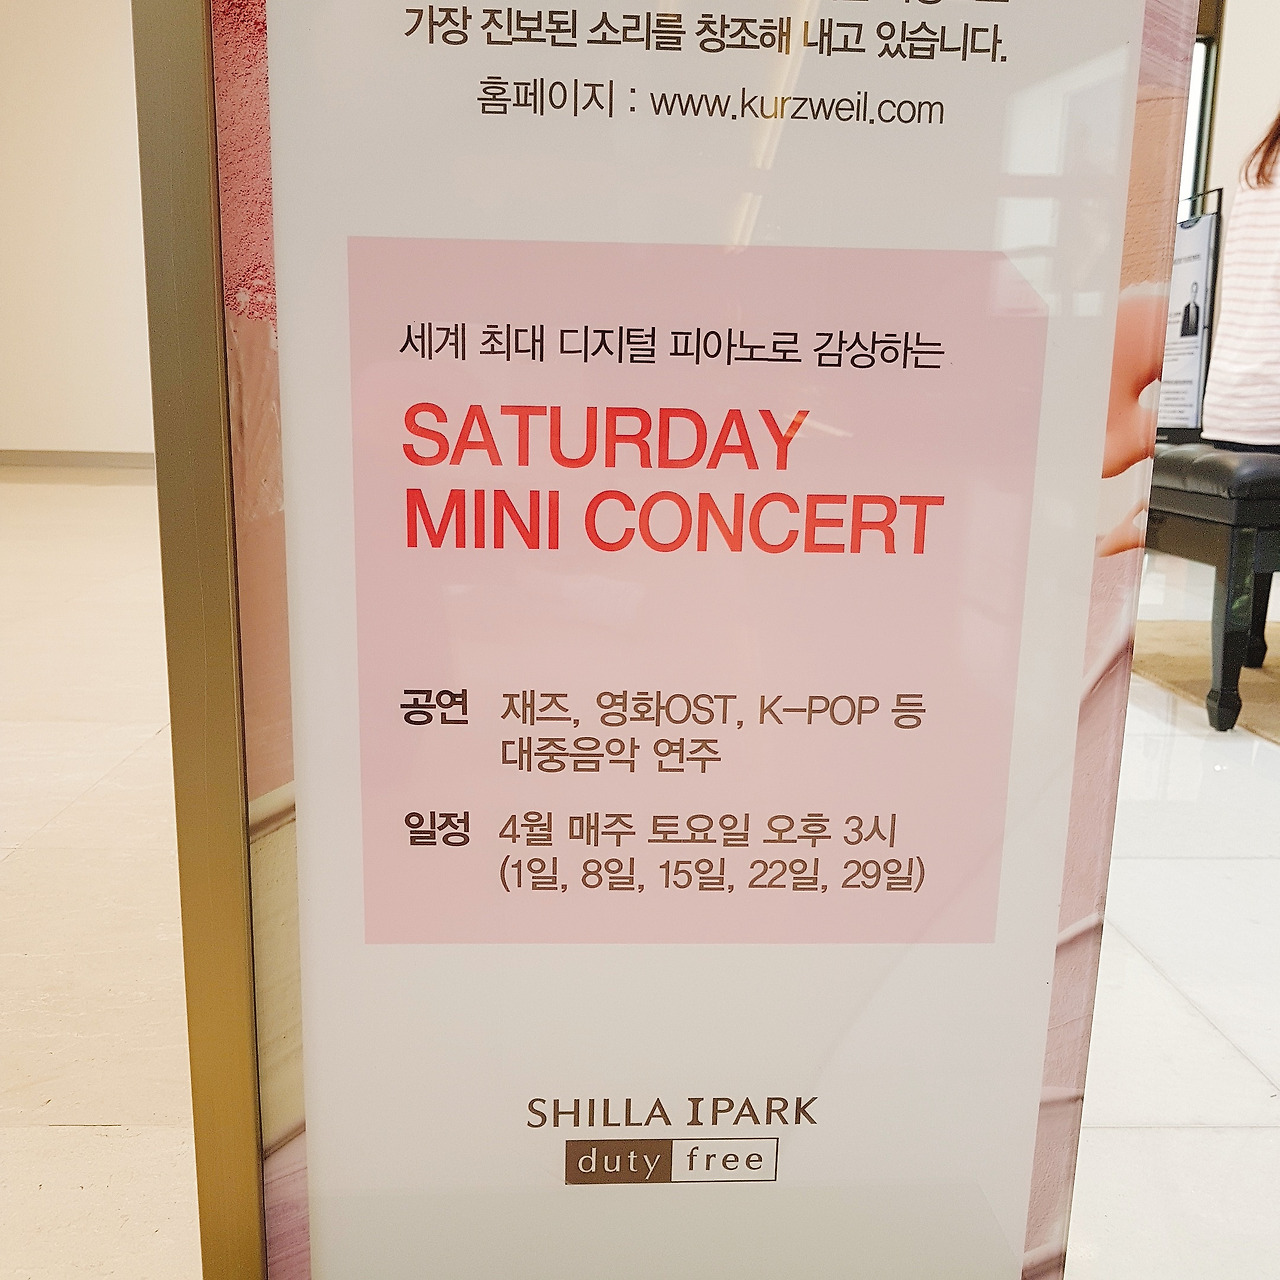 가장 진보된 소리를 창조해 내고 있습니다.
홈페이지 : www.kurzweil.com
세계 최대 디지털 피아노로 감상하는
SATURDAY
MINI CONCERT
공연 재즈, 영화OST, K-POP 등
대중음악 연주
일정 4월 매주 토요일 오후 3시
(1일, 8일, 15일, 22일, 29일)
SHILLA IPARK
duty free